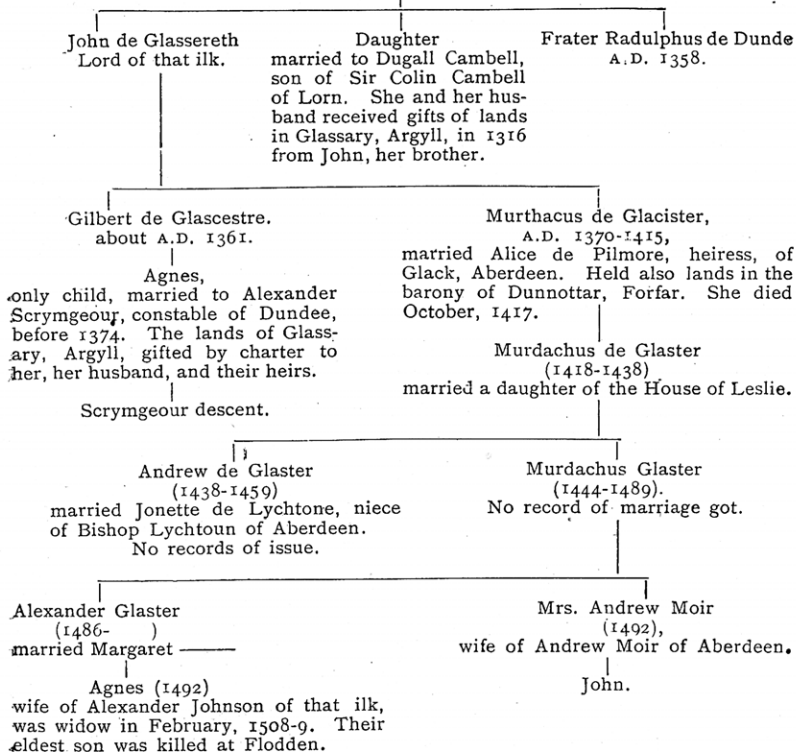 John de Glassereth
Lord of that ilk.
Daughter
married to Dugall Cambell,
son of Sir Colin Cambell
of Lorn. She and her hus-
band received gifts of lands
in Glassary, Argyll, in 1316
from John, her brother.
Frater Radulphus de Dunde
A.D. 1358.
Gilbert de Glascestre.
about A.D. 1361.
Agnes,
only child, married to Alexander
Scrymgeour, constable of Dundee,
before 1374. The lands of Glass-
ary, Argyll, gifted by charter to
her, her husband, and their heirs.
Scrymgeour descent.
Murthacus de Glacister,
A.D. 1370-1415,
married Alice de Pilmore, heiress, of
Glack, Aberdeen. Held also lands in the
barony of Dunnottar, Forfar. She died
October, 1417.
Murdachus de Glaster
(1418-1438)
married a daughter of the House of Leslie.
Andrew de Glaster
(1438-1459)
married Jonette de Lychtone, niece
of Bishop Lychtoun of Aberdeen.
No records of issue.
Murdachus Glaster
(1444-1489).
No record of marriage got.
Alexander Glaster
(1486-    )
married Margaret ———
Agnes (1492)
wife of Alexander Johnson of that ilk,
was widow in February, 1508-9. Their
eldest son was killed at Flodden.
Mrs. Andrew Moir
(1492),
wife of Andrew Moir of Aberdeen.
John.